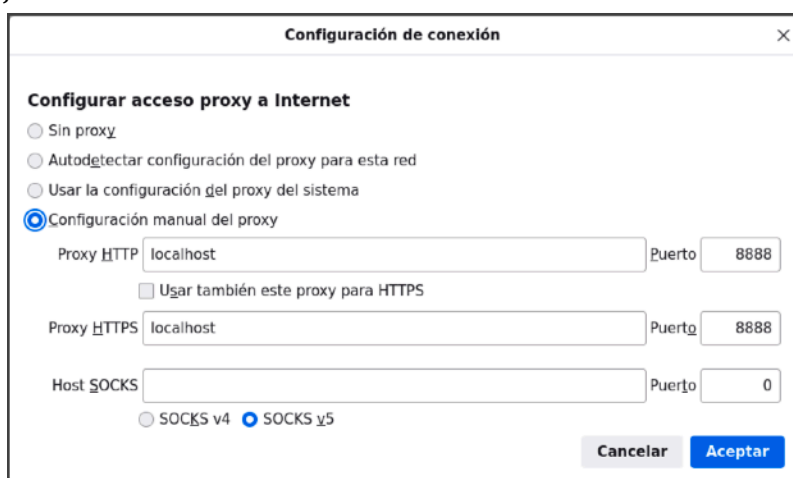 Configuración de conexión
Configurar acceso proxy a Internet
Sin proxy
Autodetectar configuración del proxy para esta red
Usar la configuración del proxy del sistema
Configuración manual del proxy
Proxy HTTP localhost Puerto 8888
Usar también este proxy para HTTPS
Proxy HTTPS localhost Puerto 8888
Host SOCKS Puerto 0
SOCKS v4 SOCKS v5
Cancelar Aceptar